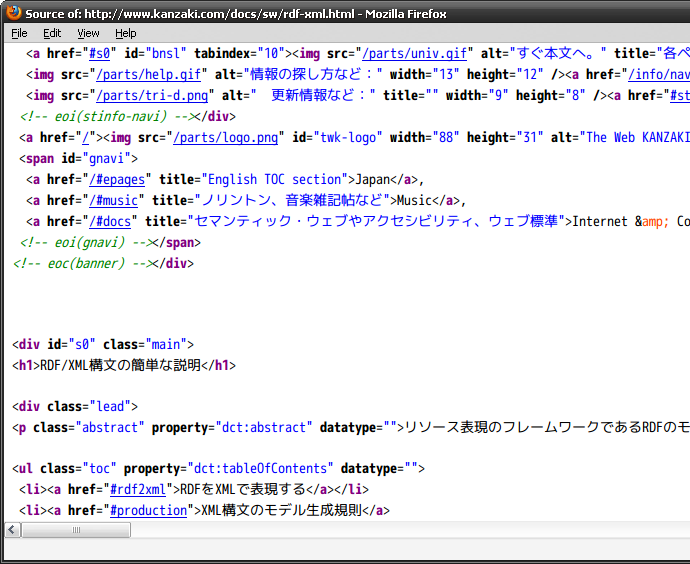 Source of: http://www.kanzaki.com/docs/sw/rdf-xml.html - Mozilla Firefox
File Edit View Help
<a href="#s0" id="bnsl" tabindex="10"><img src="/parts/univ.gif" alt="すぐ本文へ。" title="各ペ
<img src="/parts/help.gif" alt="情報の探し方など：" width="13" height="12" /><a href="/info/nav
<img src="/parts/tri-d.png" alt="　更新情報など：" title="" width="9" height="8" /><a href="#st
<!-- eoi(stinfo-navi) --></div>
<a href="/"><img src="/parts/logo.png" id="twk-logo" width="88" height="31" alt="The Web KANZAKI
<span id="gnavi">
<a href="/#epages" title="English TOC section">Japan</a>,
<a href="/#music" title="ノリントン、音楽雑記帖など">Music</a>,
<a href="/#docs" title="セマンティック・ウェブやアクセシビリティ、ウェブ標準">Internet &amp; Co
<!-- eoi(gnavi) --></span>
<!-- eoc(banner) --></div>
<div id="s0" class="main">
<h1>RDF/XML構文の簡単な説明</h1>
<div class="lead">
<p class="abstract" property="dct:abstract" datatype="">リソース表現のフレームワークであるRDFのモ
<ul class="toc" property="dct:tableOfContents" datatype="">
<li><a href="#rdf2xml">RDFをXMLで表現する</a></li>
<li><a href="#production">XML構文のモデル生成規則</a>